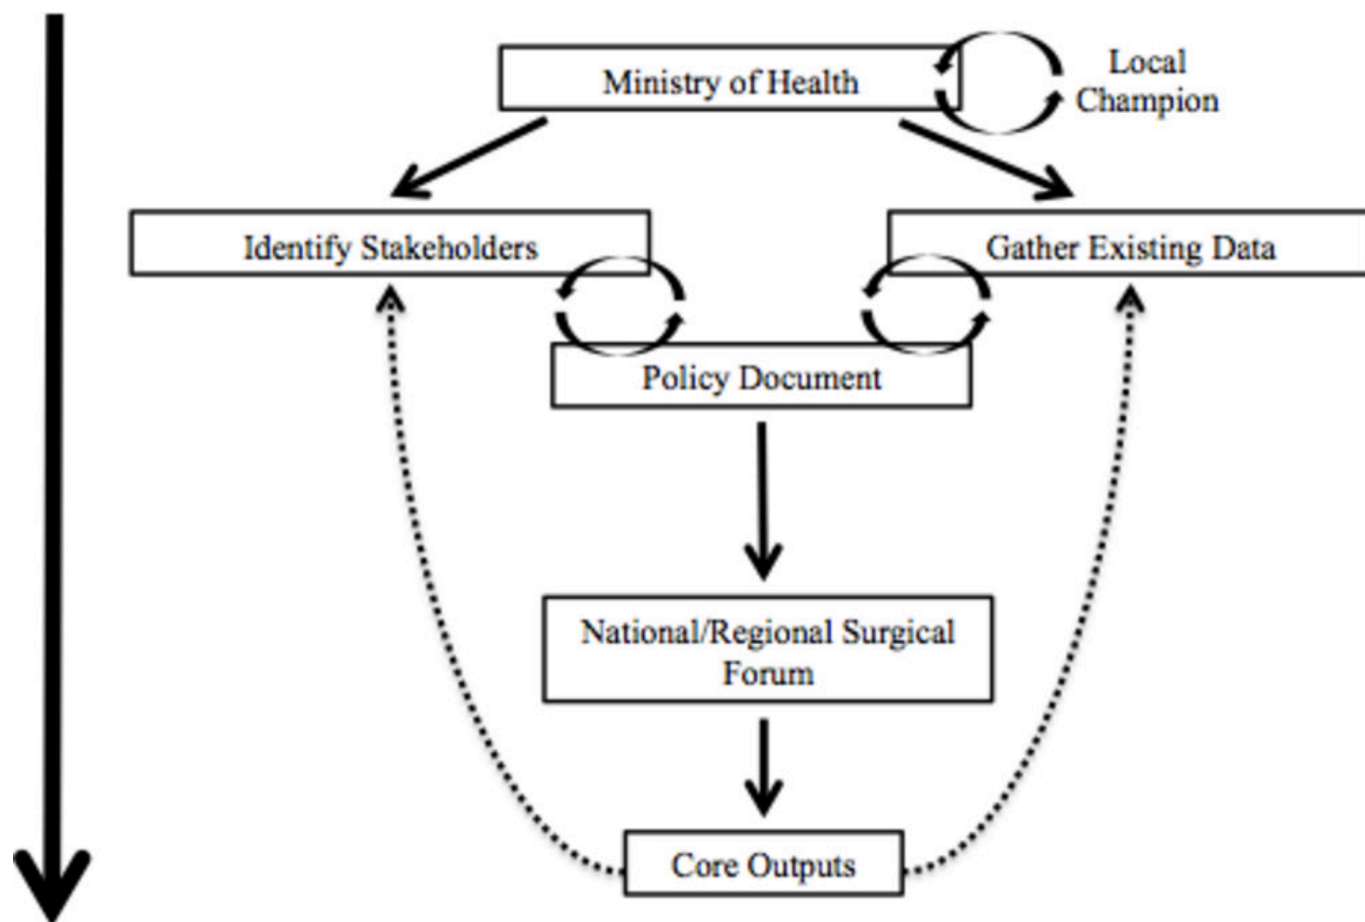 Ministry of Health
Local
Champion
Identify Stakeholders
Gather Existing Data
Policy Document
National/Regional Surgical
Forum
Core Outputs